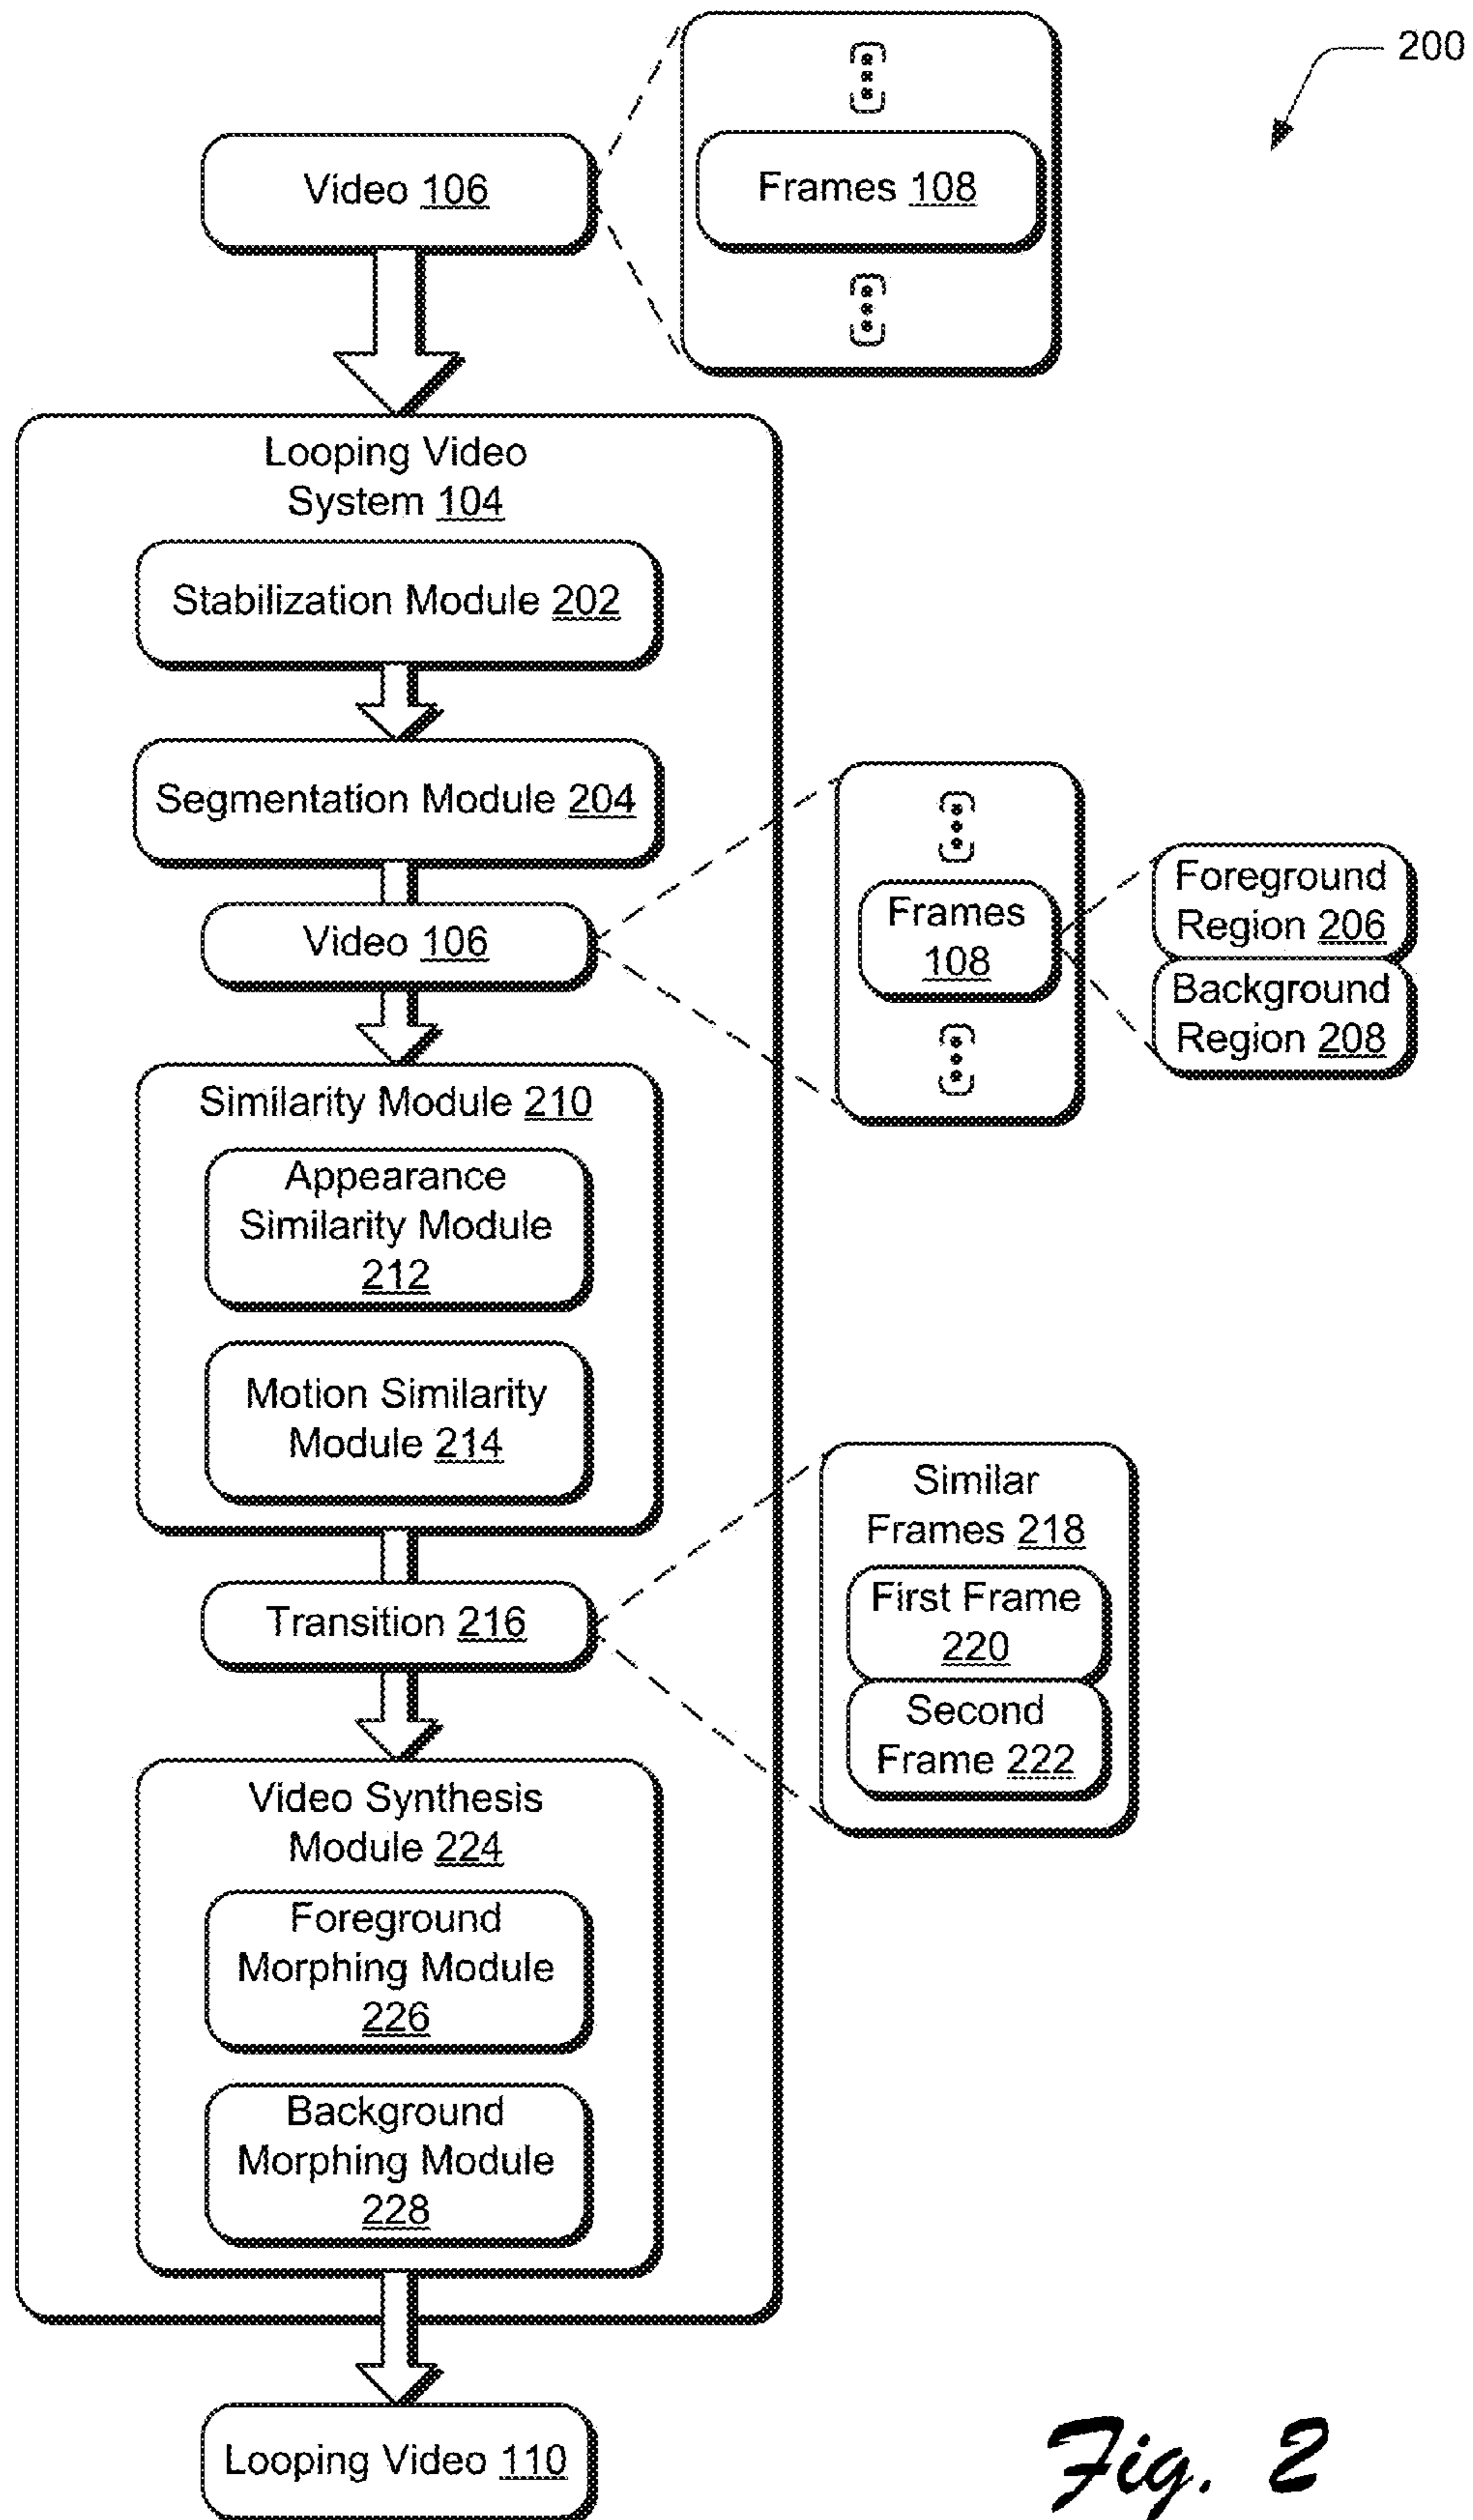 200
Video 106
Frames 108
Looping Video
System 104
Stabilization Module 202
Segmentation Module 204
Video 106
Frames
108
Foreground
Region 206
Background
Region 208
Similarity Module 210
Appearance
Similarity Module
212
Motion Similarity
Module 214
Transition 216
Similar
Frames 218
First Frame
220
Second
Frame 222
Video Synthesis
Module 224
Foreground
Morphing Module
226
Background
Morphing Module
228
Looping Video 110
Fig. 2